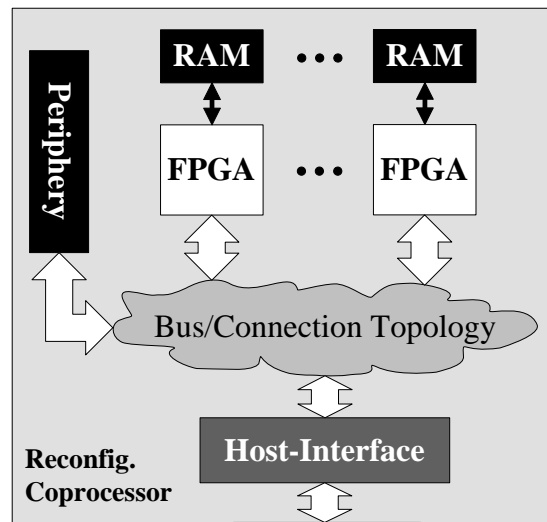 RAM ••• RAM
Periphery
FPGA ••• FPGA
Bus/Connection Topology
Host-Interface
Reconfig.
Coprocessor